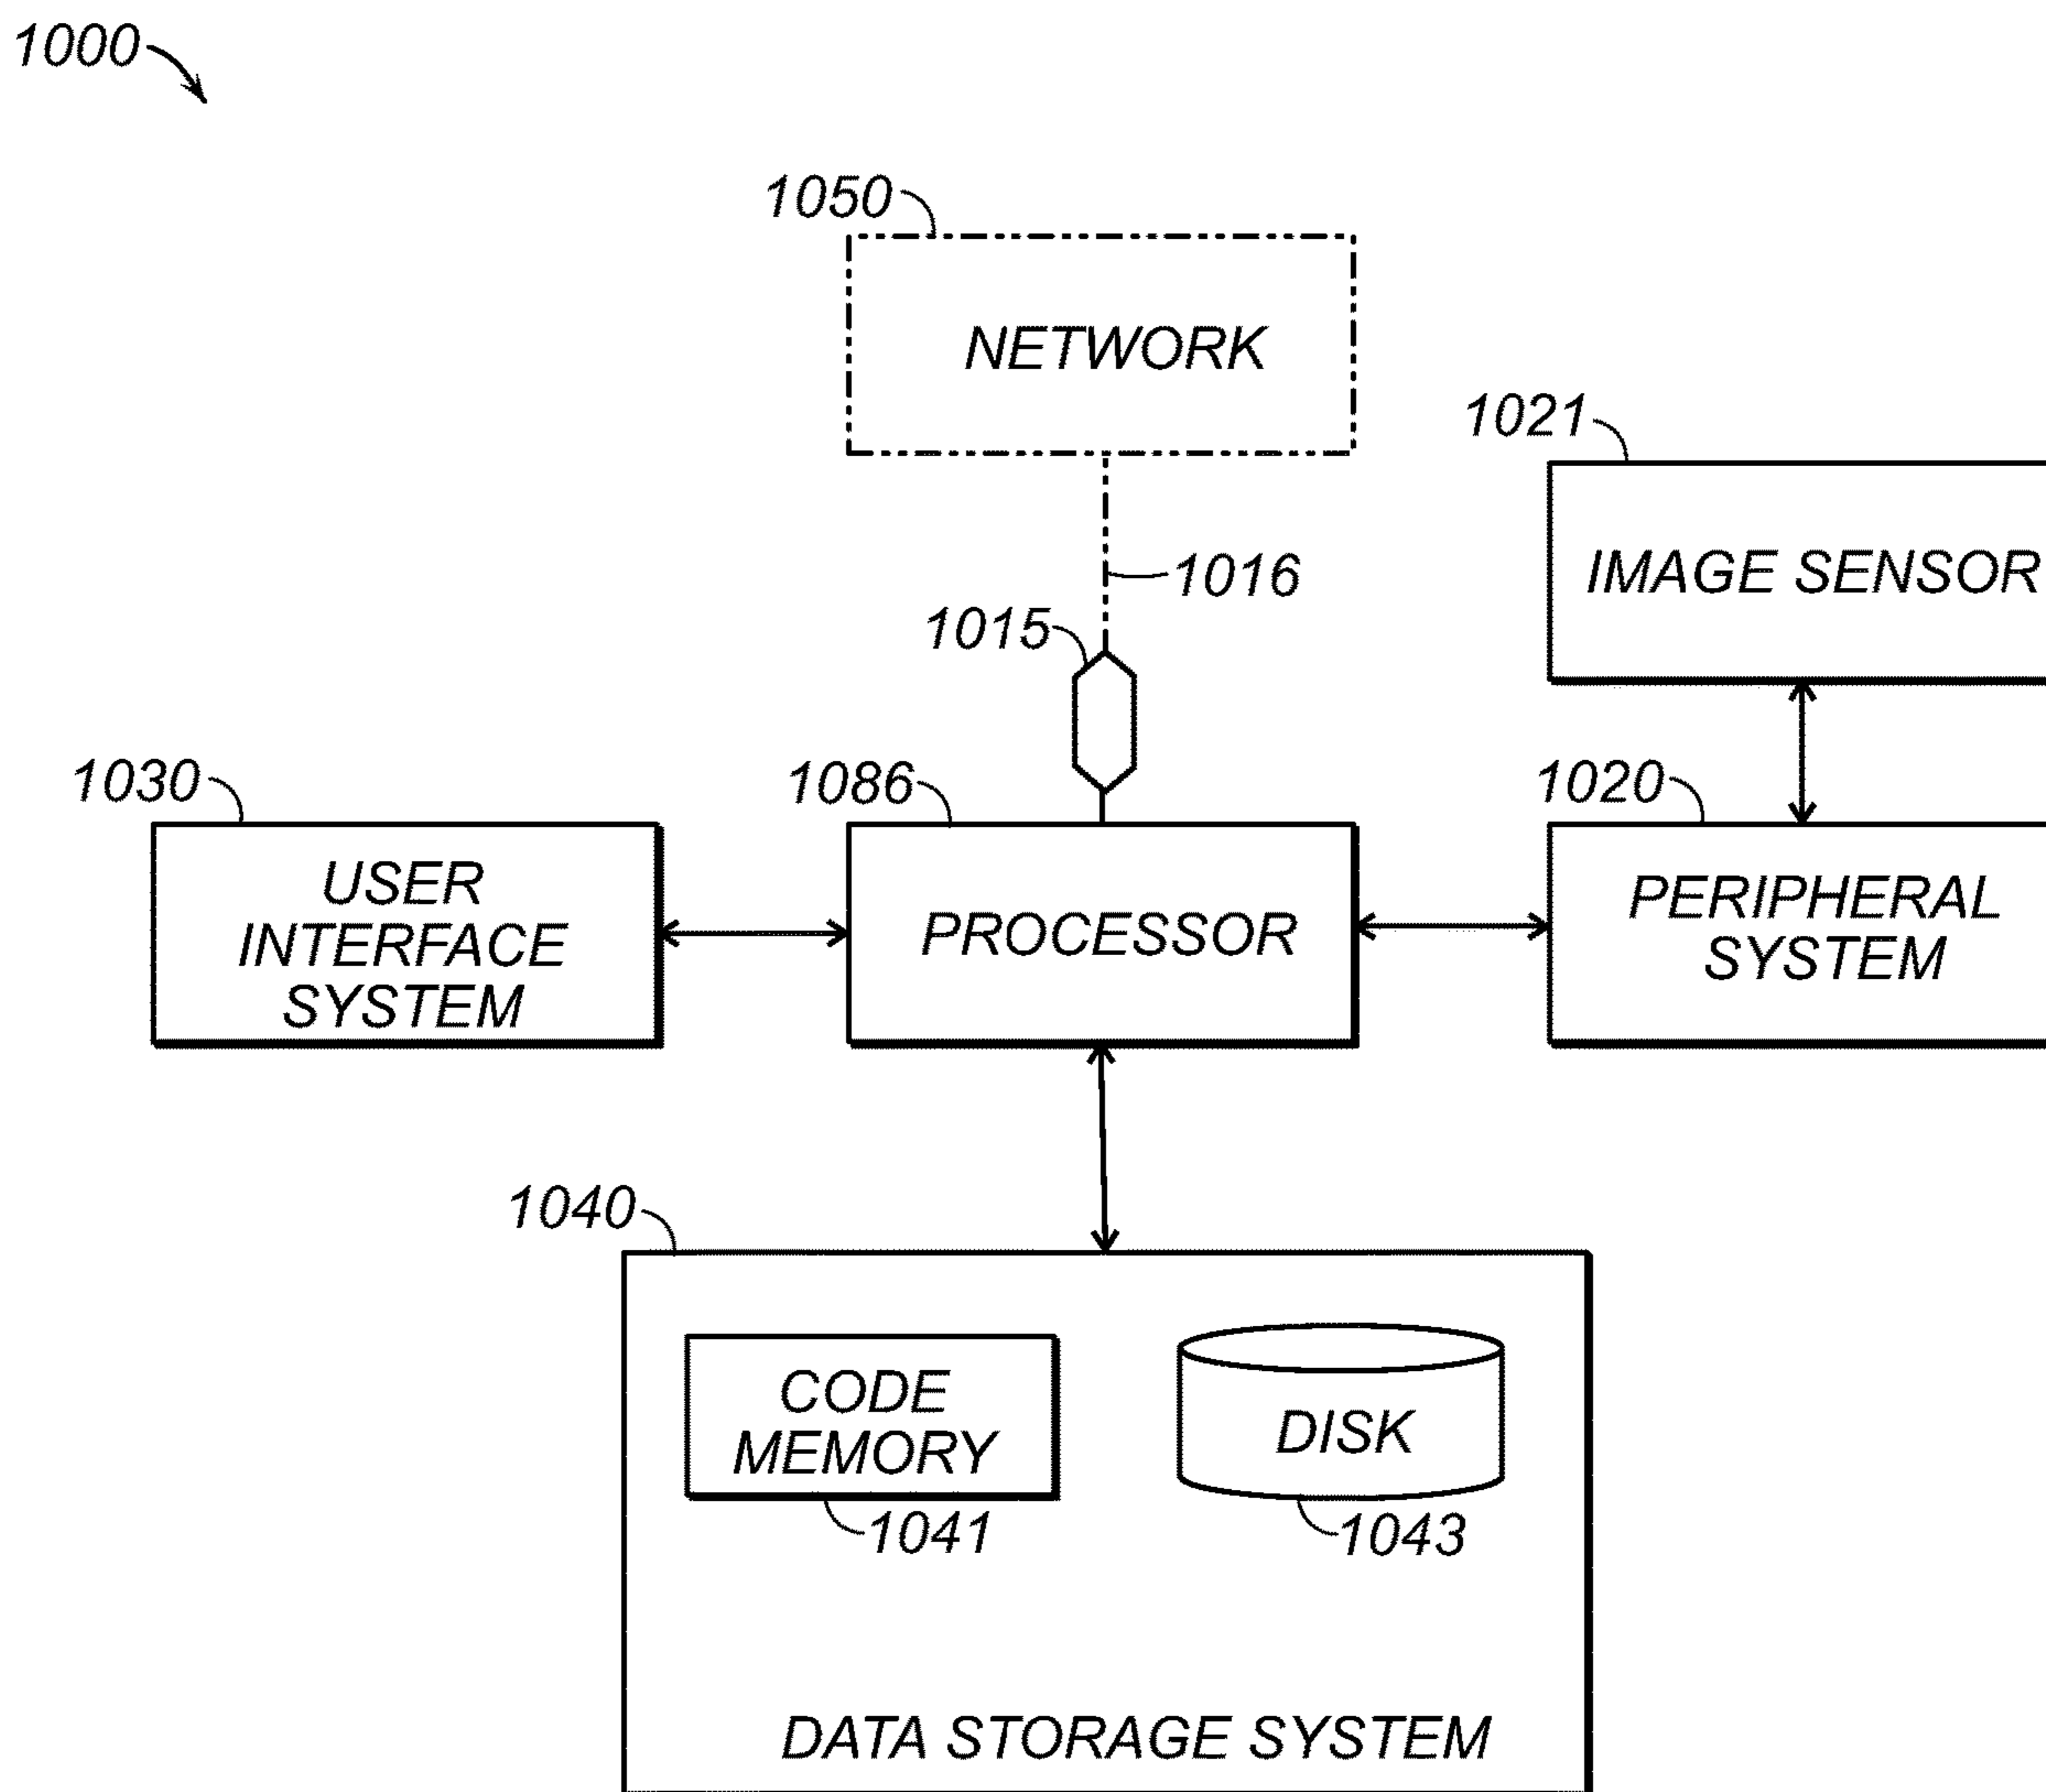 1000
1050
NETWORK
1021
IMAGE SENSOR
1016
1015
1030
1086
1020
USER
INTERFACE
SYSTEM
PROCESSOR
PERIPHERAL
SYSTEM
1040
CODE
MEMORY
DISK
1041
1043
DATA STORAGE SYSTEM